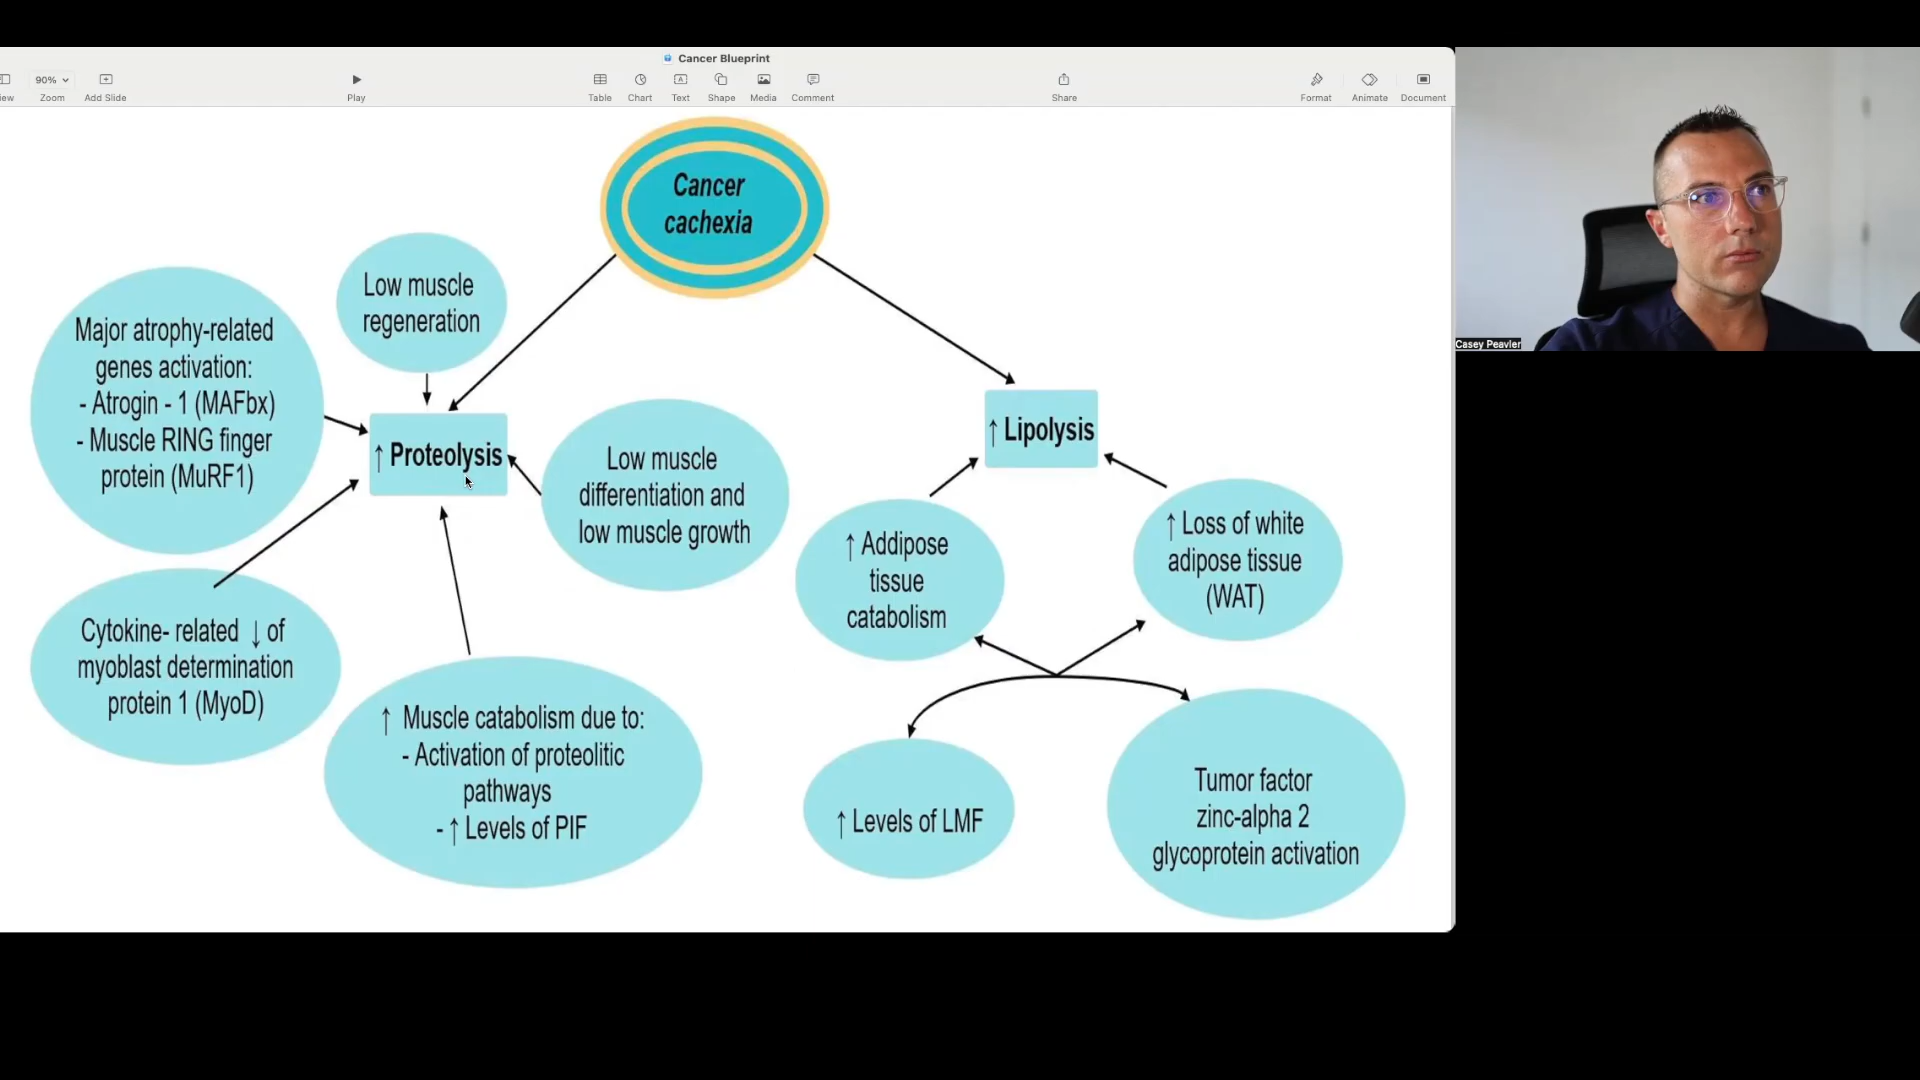 Cancer Blueprint
iew
90%
Zoom
Add Slide
Play
Table
Chart
Text
Shape
Media
Comment
Share
Format
Animate
Document
Cancer
cachexia
Low muscle
regeneration
Major atrophy-related
genes activation:
- Atrogin - 1 (MAFbx)
- Muscle RING finger
protein (MuRF1)
↑ Proteolysis
Low muscle
differentiation and
low muscle growth
Cytokine- related ↓ of
myoblast determination
protein 1 (MyoD)
↑ Muscle catabolism due to:
- Activation of proteolitic
pathways
- ↑ Levels of PIF
↑ Lipolysis
↑ Addipose
tissue
catabolism
↑ Loss of white
adipose tissue
(WAT)
↑ Levels of LMF
Tumor factor
zinc-alpha 2
glycoprotein activation
Casey Peavler